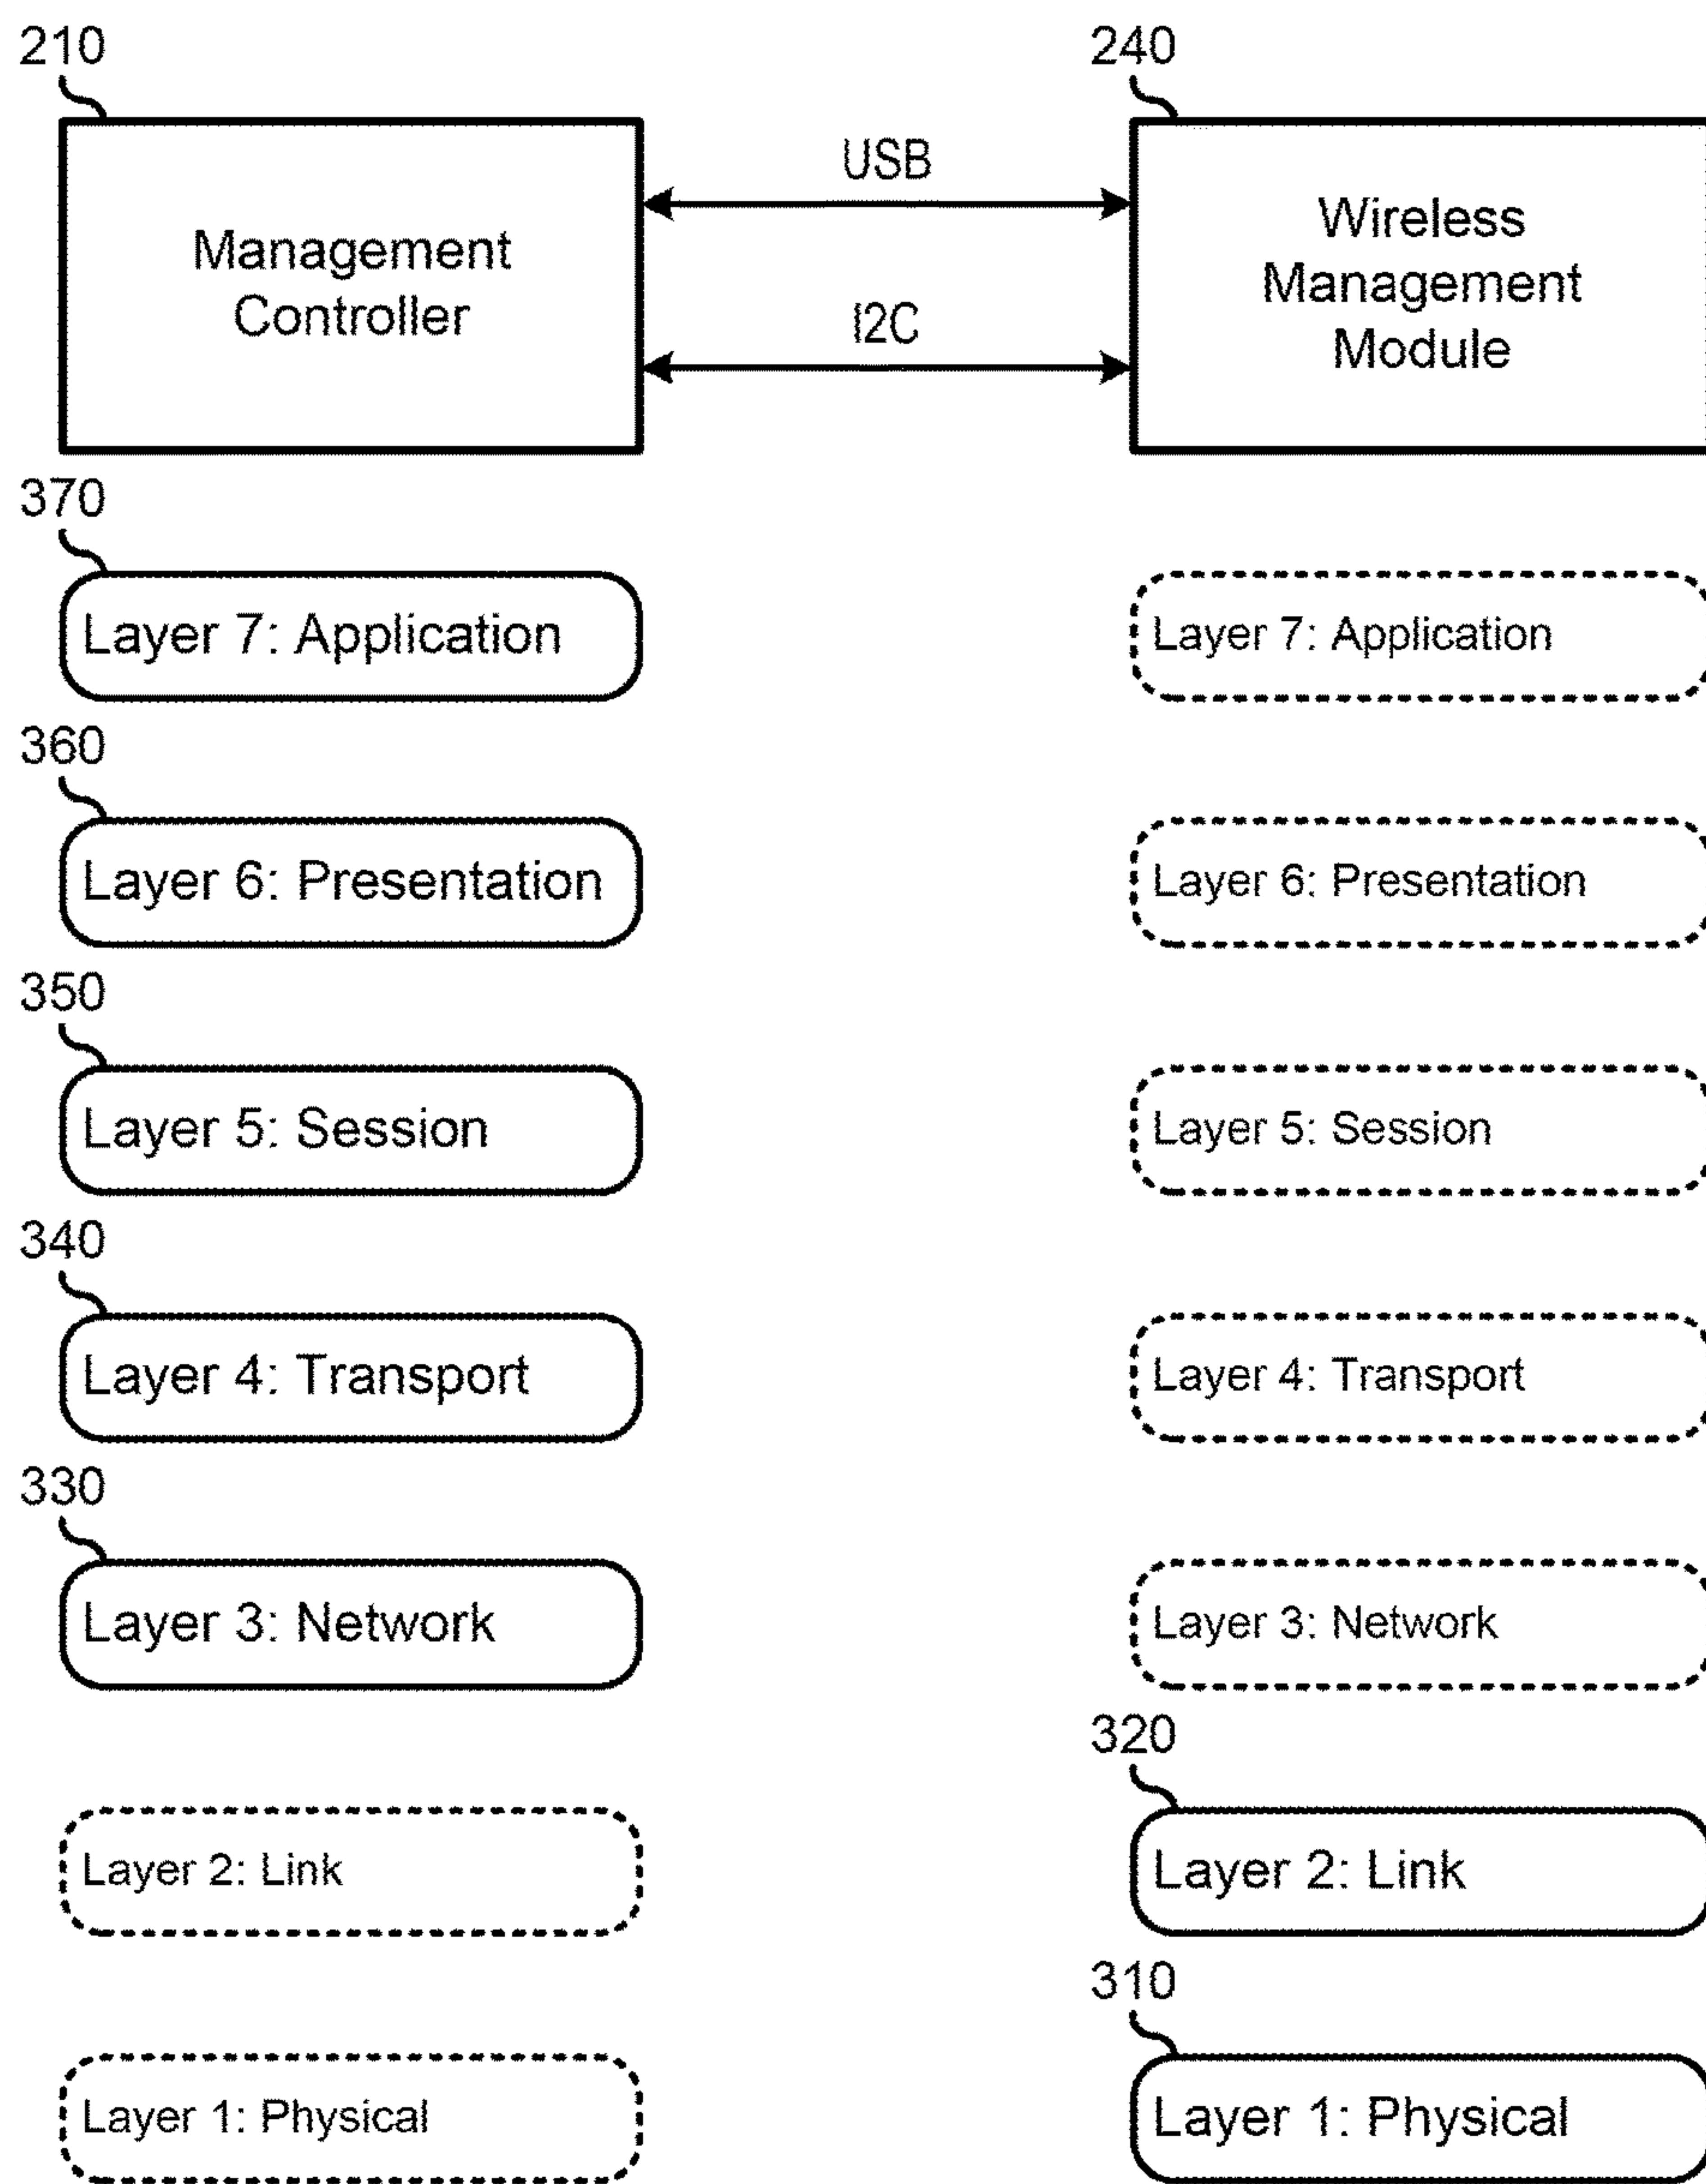 210
240
Management
Controller
USB
I2C
Wireless
Management
Module
370
Layer 7: Application
Layer 7: Application
360
Layer 6: Presentation
Layer 6: Presentation
350
Layer 5: Session
Layer 5: Session
340
Layer 4: Transport
Layer 4: Transport
330
Layer 3: Network
Layer 3: Network
320
Layer 2: Link
Layer 2: Link
310
Layer 1: Physical
Layer 1: Physical